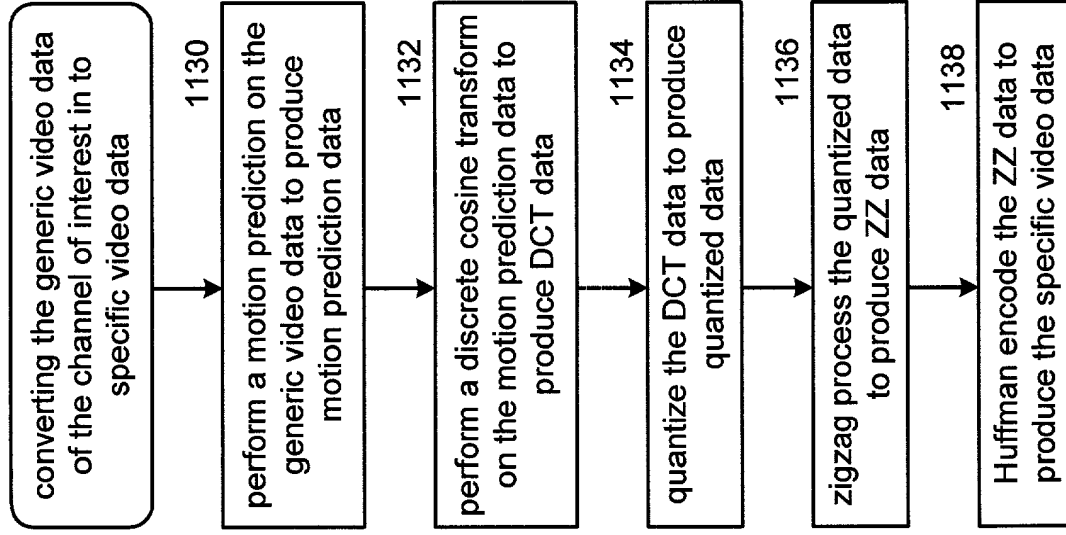 converting the generic video data
of the channel of interest in to
specific video data
1130
perform a motion prediction on the
generic video data to produce
motion prediction data
1132
perform a discrete cosine transform
on the motion prediction data to
produce DCT data
1134
quantize the DCT data to produce
quantized data
1136
zigzag process the quantized data
to produce ZZ data
1138
Huffman encode the ZZ data to
produce the specific video data